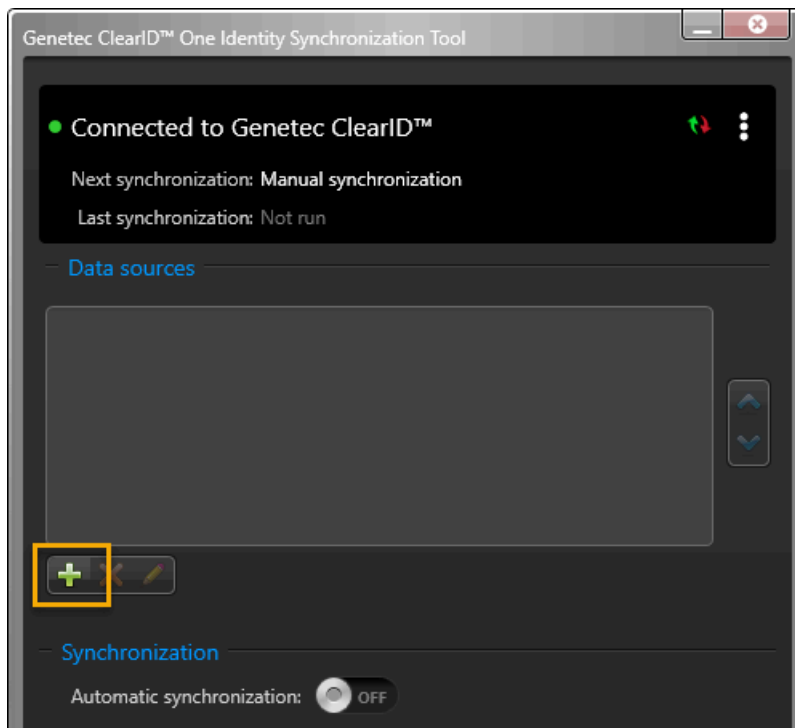 Genetec ClearID™ One Identity Synchronization Tool
Connected to Genetec ClearID™
Next synchronization: Manual synchronization
Last synchronization: Not run
Data sources
Synchronization
Automatic synchronization: OFF